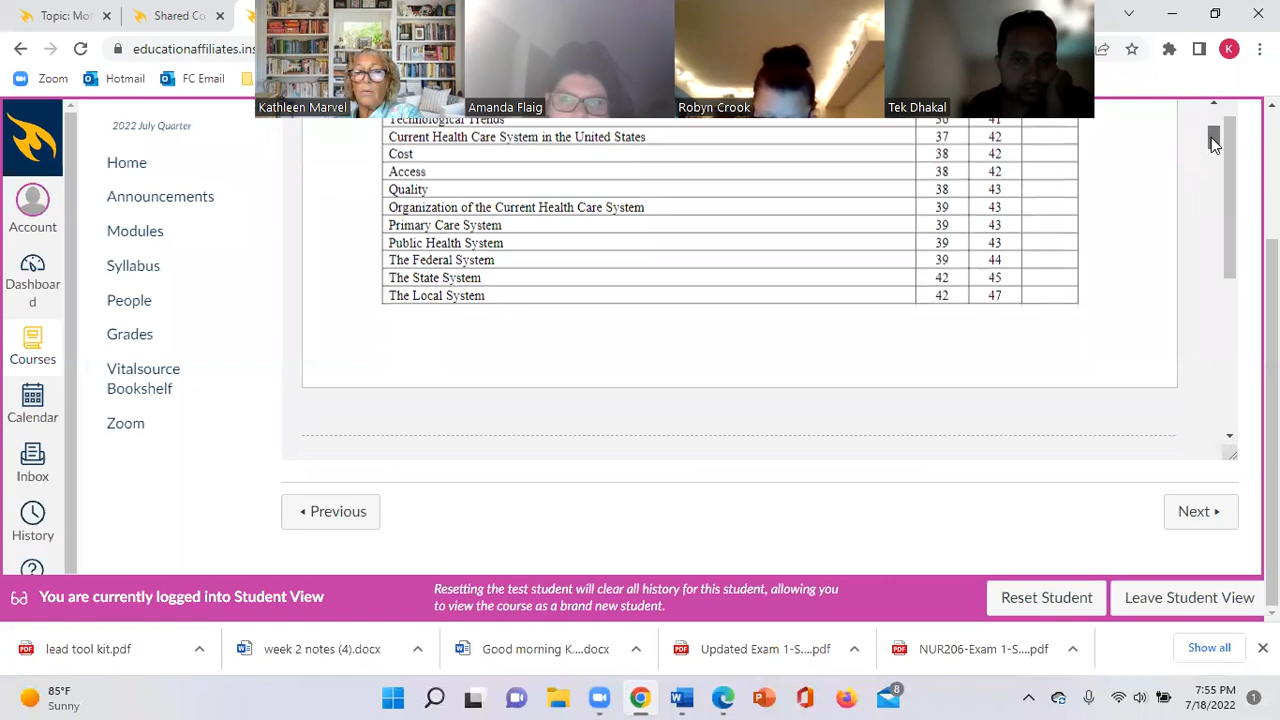 Topic Mo
Shared Co
educationaffiliates.ins
Zoom
Hotmail
FC Email
Kathleen Marvel
Amanda Flaig
Robyn Crook
Tek Dhakal
K
2022 July Quarter
Home
Announcements
Modules
Syllabus
People
Grades
Vitalsource
Bookshelf
Zoom
Account
Dashboar
d
Courses
Calendar
Inbox
History
Technological Trends 36 41
Current Health Care System in the United States 37 42
Cost 38 42
Access 38 42
Quality 38 43
Organization of the Current Health Care System 39 43
Primary Care System 39 43
Public Health System 39 43
The Federal System 39 44
The State System 42 45
The Local System 42 47
Previous
Next
You are currently logged into Student View
Resetting the test student will clear all history for this student, allowing you
to view the course as a brand new student.
Reset Student
Leave Student View
lead tool kit.pdf
week 2 notes (4).docx
Good morning K....docx
Updated Exam 1-S....pdf
NUR206-Exam 1-S....pdf
Show all
85°F
Sunny
8
7:55 PM
7/18/2022
1